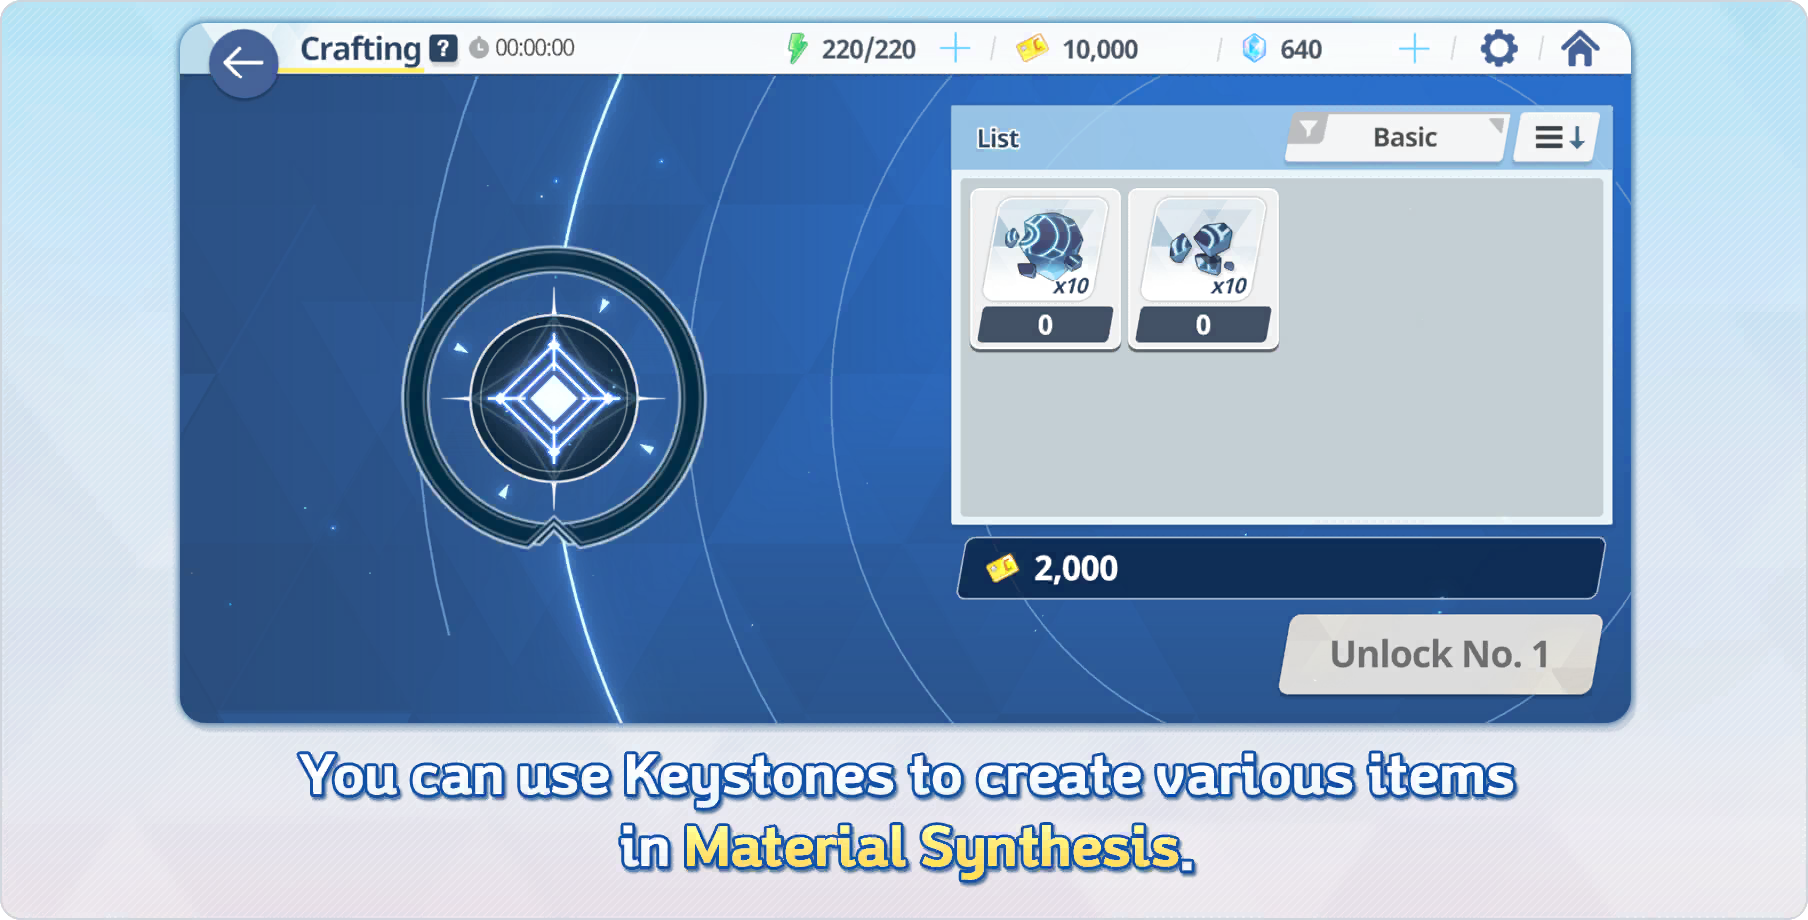 Crafting ? 00:00:00 220/220 10,000 640
List Basic
x10 x10
0 0
2,000
Unlock No. 1
You can use Keystones to create various items
in Material Synthesis.